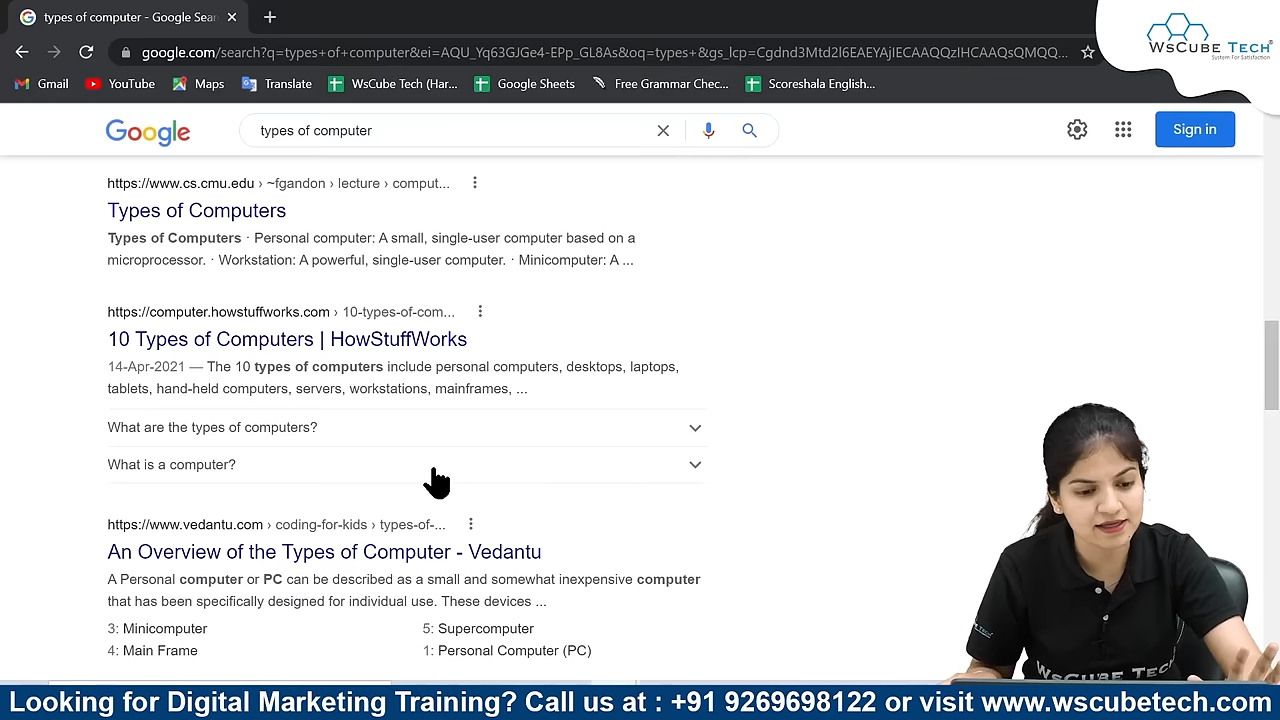 types of computer - Google Sear
WsCube Tech
System For Satisfaction
google.com/search?q=types+of+computer&ei=
Gmail YouTube Maps Translate WsCube Tech (Har... Google Sheets Free Grammar Chec... Scoreshala English...
Google types of computer Sign in
https://www.cs.cmu.edu › ~fgandon › lecture › comput...
Types of Computers
Types of Computers · Personal computer: A small, single-user computer based on a
microprocessor. · Workstation: A powerful, single-user computer. · Minicomputer: A ...
https://computer.howstuffworks.com › 10-types-of-com...
10 Types of Computers | HowStuffWorks
14-Apr-2021 — The 10 types of computers include personal computers, desktops, laptops,
tablets, hand-held computers, servers, workstations, mainframes, ...
What are the types of computers?
What is a computer?
https://www.vedantu.com › coding-for-kids › types-of-...
An Overview of the Types of Computer - Vedantu
A Personal computer or PC can be described as a small and somewhat inexpensive computer
that has been specifically designed for individual use. These devices ...
3: Minicomputer 5: Supercomputer
4: Main Frame 1: Personal Computer (PC)
WsCube Tech
Looking for Digital Marketing Training? Call us at : +91 9269698122 or visit www.wscubetech.com